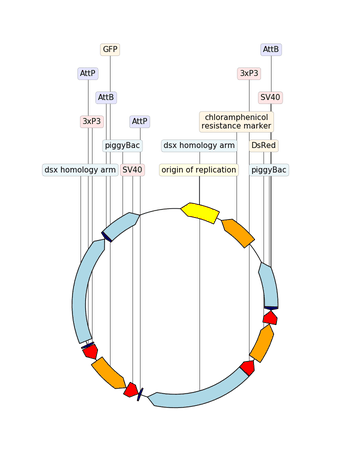 GFP
AttB
AttP
3xP3
AttB
SV40
3xP3
AttP
chloramphenicol
resistance marker
piggyBac
dsx homology arm
DsRed
dsx homology arm
SV40
origin of replication
piggyBac